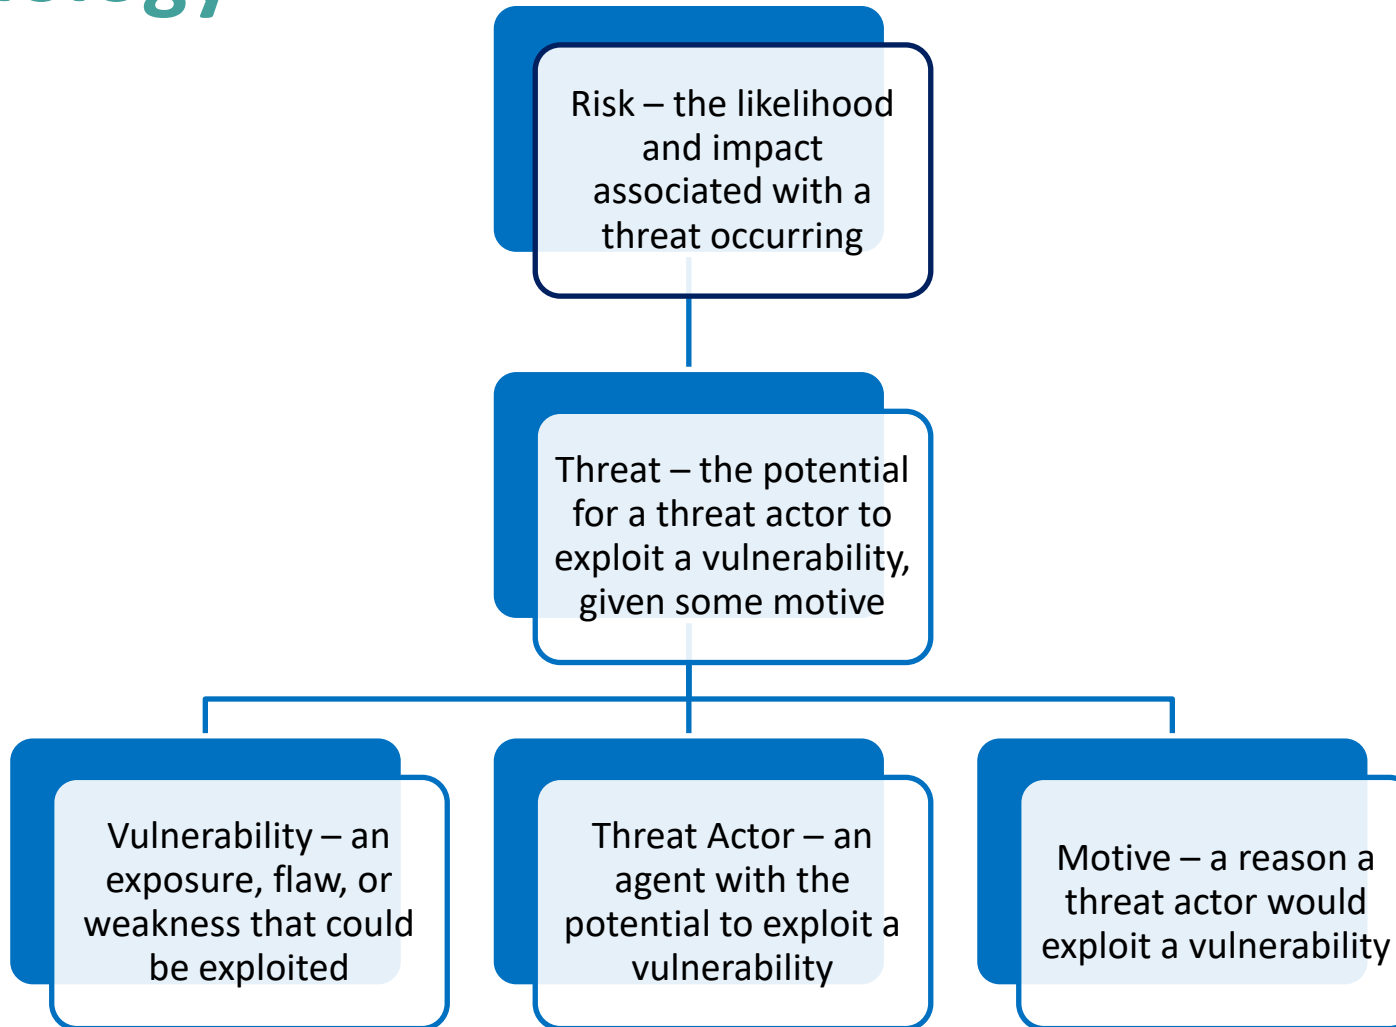 Risk – the likelihood
and impact
associated with a
threat occurring
Threat – the potential
for a threat actor to
exploit a vulnerability,
given some motive
Vulnerability – an
exposure, flaw, or
weakness that could
be exploited
Threat Actor – an
agent with the
potential to exploit a
vulnerability
Motive – a reason a
threat actor would
exploit a vulnerability